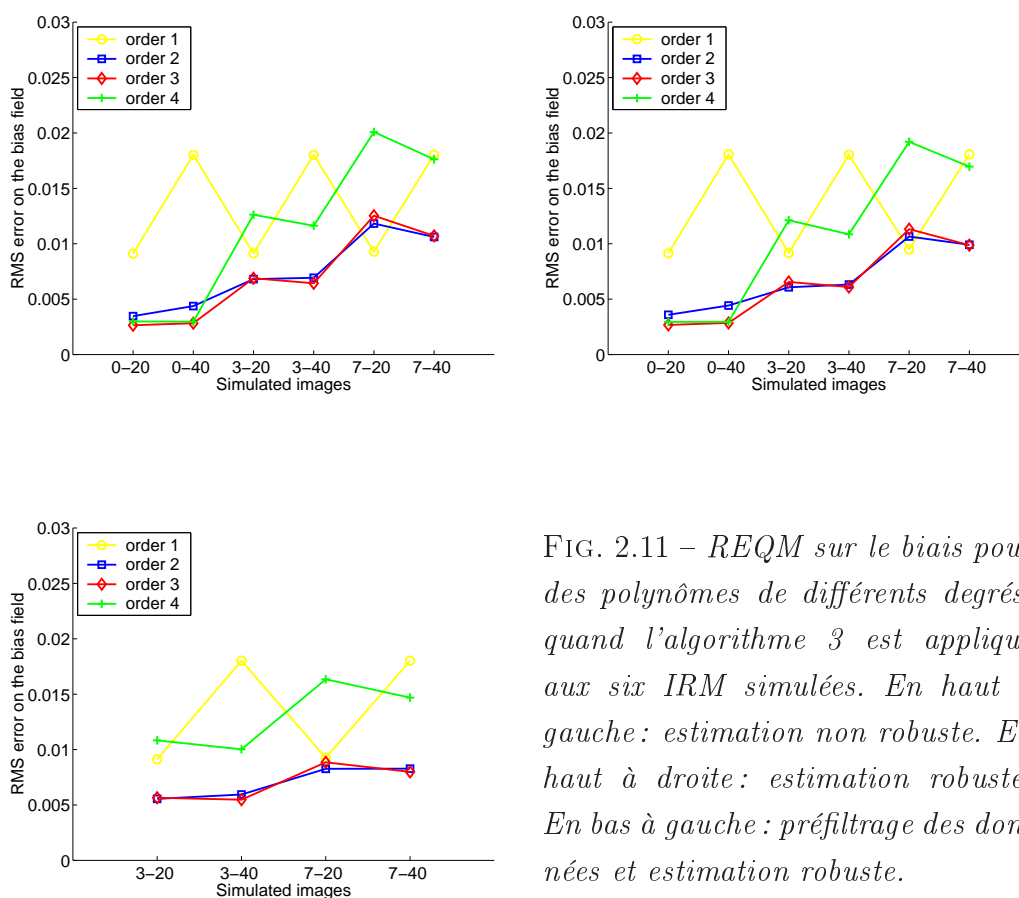 0.03
0.025
0.02
0.015
0.01
0.005
0
RMS error on the bias field
order 1
order 2
order 3
order 4
0−20 0−40 3−20 3−40 7−20 7−40
Simulated images
0.03
0.025
0.02
0.015
0.01
0.005
0
RMS error on the bias field
order 1
order 2
order 3
order 4
0−20 0−40 3−20 3−40 7−20 7−40
Simulated images
0.03
0.025
0.02
0.015
0.01
0.005
0
RMS error on the bias field
order 1
order 2
order 3
order 4
3−20 3−40 7−20 7−40
Simulated images
FIG. 2.11 – REQM sur le biais pou
des polynômes de différents degrés
quand l'algorithme 3 est appliqu
aux six IRM simulées. En haut
gauche : estimation non robuste. E
haut à droite : estimation robuste
En bas à gauche : préfiltrage des don
nées et estimation robuste.